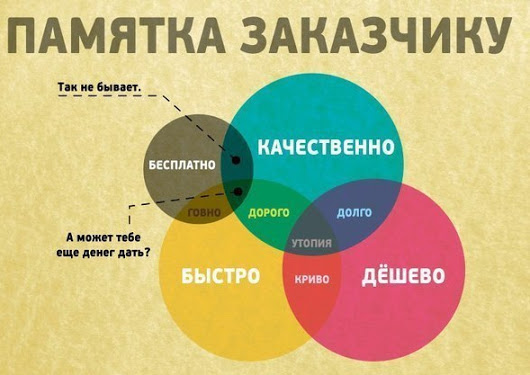 ПАМЯТКА ЗАКАЗЧИКУ
Так не бывает.
КАЧЕСТВЕННО
БЕСПЛАТНО
ГОВНО
ДОРОГО
ДОЛГО
А может тебе
еще денег дать?
УТОПИЯ
БЫСТРО
КРИВО
ДЁШЕВО